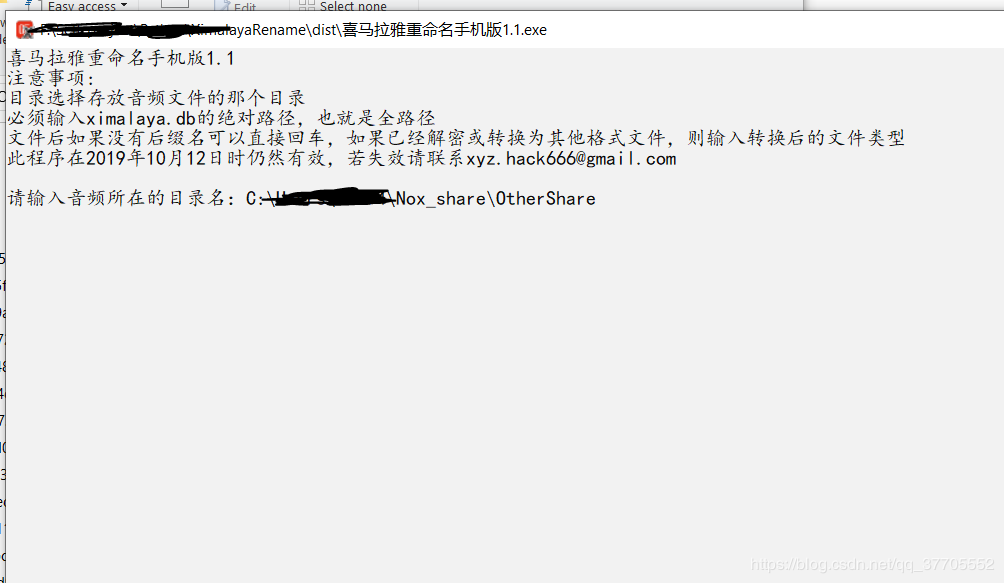 Easy access
Edit
Select none
XimalayaRename\dist\喜马拉雅重命名手机版1.1.exe
喜马拉雅重命名手机版1.1
注意事项:
目录选择存放音频文件的那个目录
必须输入ximalaya.db的绝对路径，也就是全路径
文件后如果没有后缀名可以直接回车，如果已经解密或转换为其他格式文件，则输入转换后的文件类型
此程序在2019年10月12日时仍然有效，若失效请联系xyz.hack666@gmail.com
请输入音频所在的目录名：C:\ \Nox_share\OtherShare
https://blog.csdn.net/qq_37705552